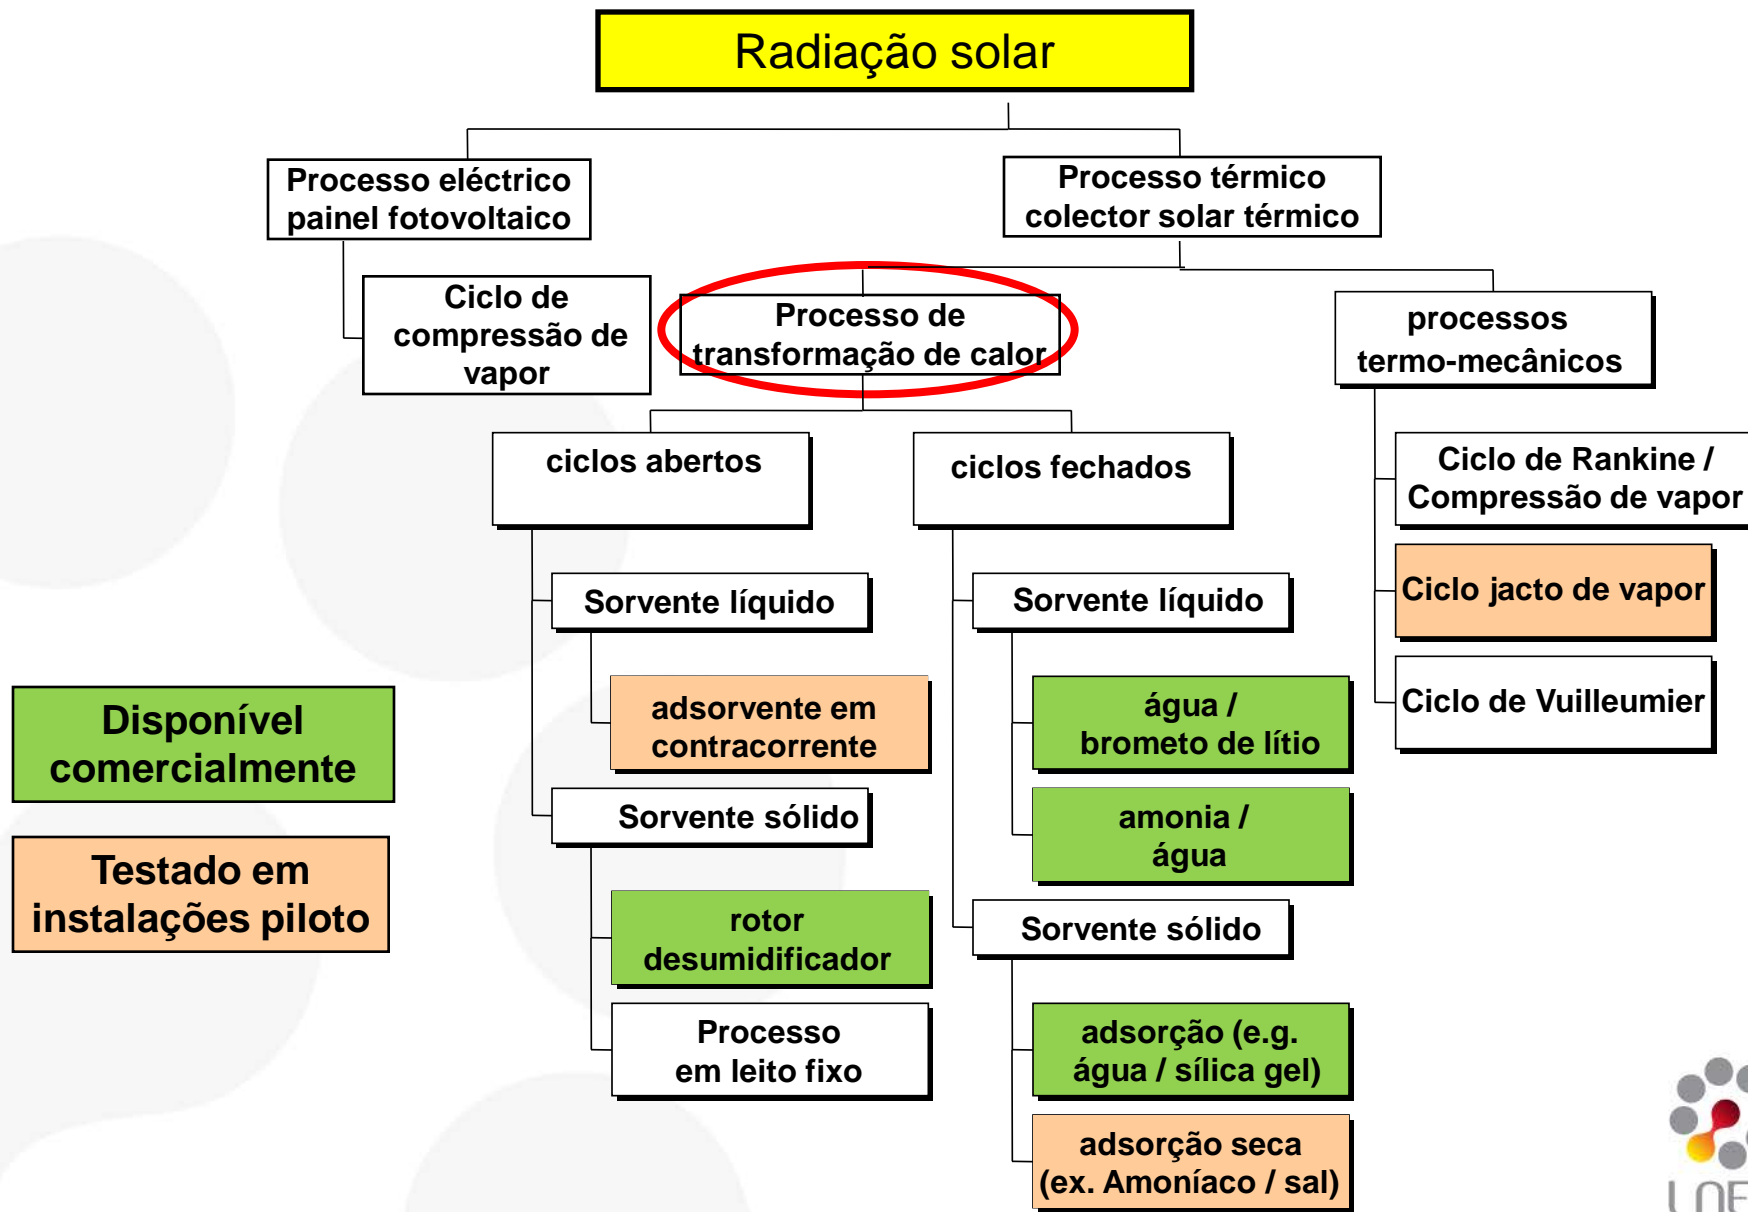 Radiação solar
Processo eléctrico
painel fotovoltaico
Processo térmico
colector solar térmico
Ciclo de
compressão de
vapor
Processo de
transformação de calor
processos
termo-mecânicos
ciclos abertos
ciclos fechados
Ciclo de Rankine /
Compressão de vapor
Ciclo jacto de vapor
Ciclo de Vuilleumier
Sorvente líquido
adsorvente em
contracorrente
Sorvente sólido
rotor
desumidificador
Processo
em leito fixo
Sorvente líquido
água /
brometo de lítio
amonia /
água
Sorvente sólido
adsorção (e.g.
água / sílica gel)
adsorção seca
(ex. Amoníaco / sal)
Disponível
comercialmente
Testado em
instalações piloto